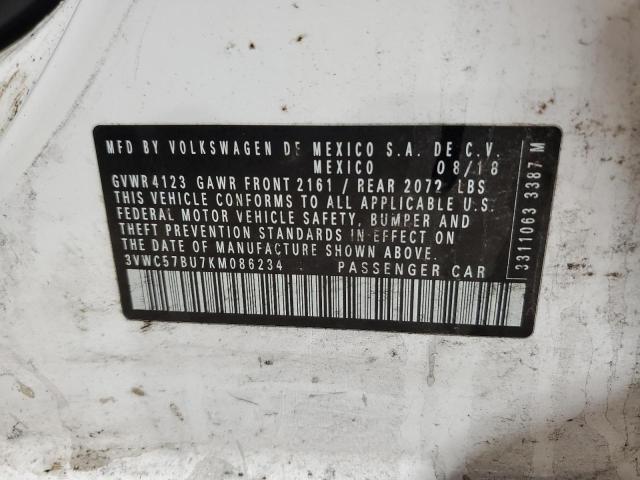 MFD BY VOLKSWAGEN DE MEXICO S.A. DE C.V.
MEXICO 08/18
GVWR 4123 GAWR FRONT 2161 / REAR 2072 LBS
THIS VEHICLE CONFORMS TO ALL APPLICABLE U.S.
FEDERAL MOTOR VEHICLE SAFETY, BUMPER AND
THEFT PREVENTION STANDARDS IN EFFECT ON
THE DATE OF MANUFACTURE SHOWN ABOVE.
3VWC57BU7KM086234 PASSENGER CAR
3311063 3387 M